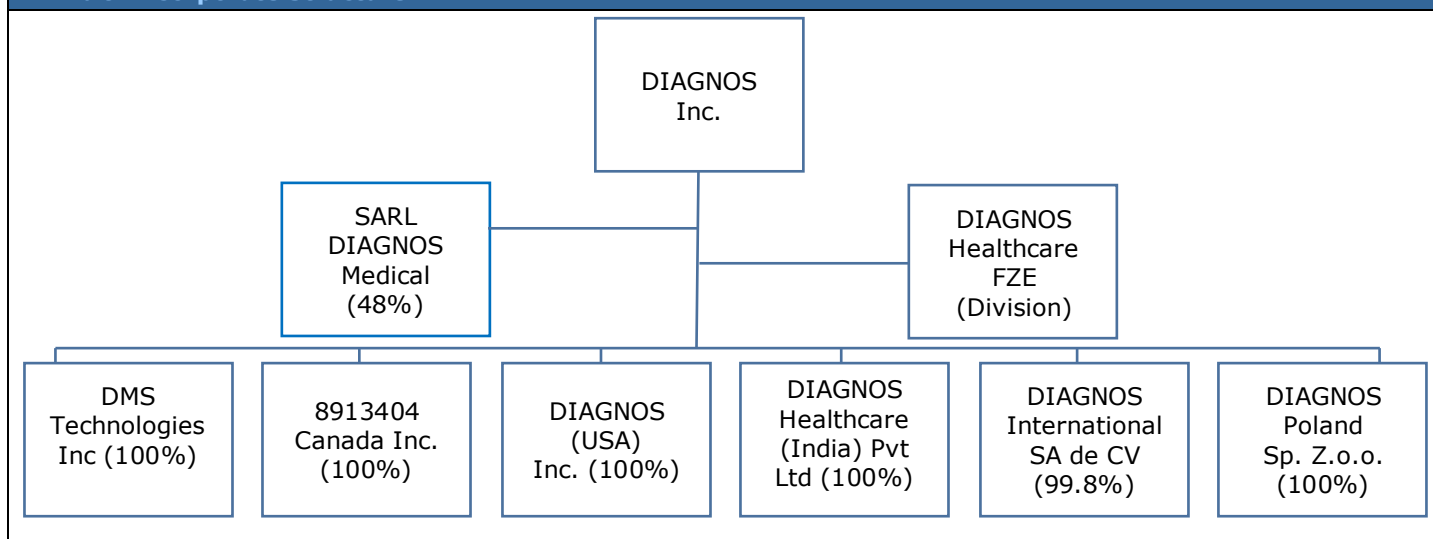 DIAGNOS
Inc.
SARL
DIAGNOS
Medical
(48%)
DIAGNOS
Healthcare
FZE
(Division)
DMS
Technologies
Inc (100%)
8913404
Canada Inc.
(100%)
DIAGNOS
(USA)
Inc. (100%)
DIAGNOS
Healthcare
(India) Pvt
Ltd (100%)
DIAGNOS
International
SA de CV
(99.8%)
DIAGNOS
Poland
Sp. Z.o.o.
(100%)